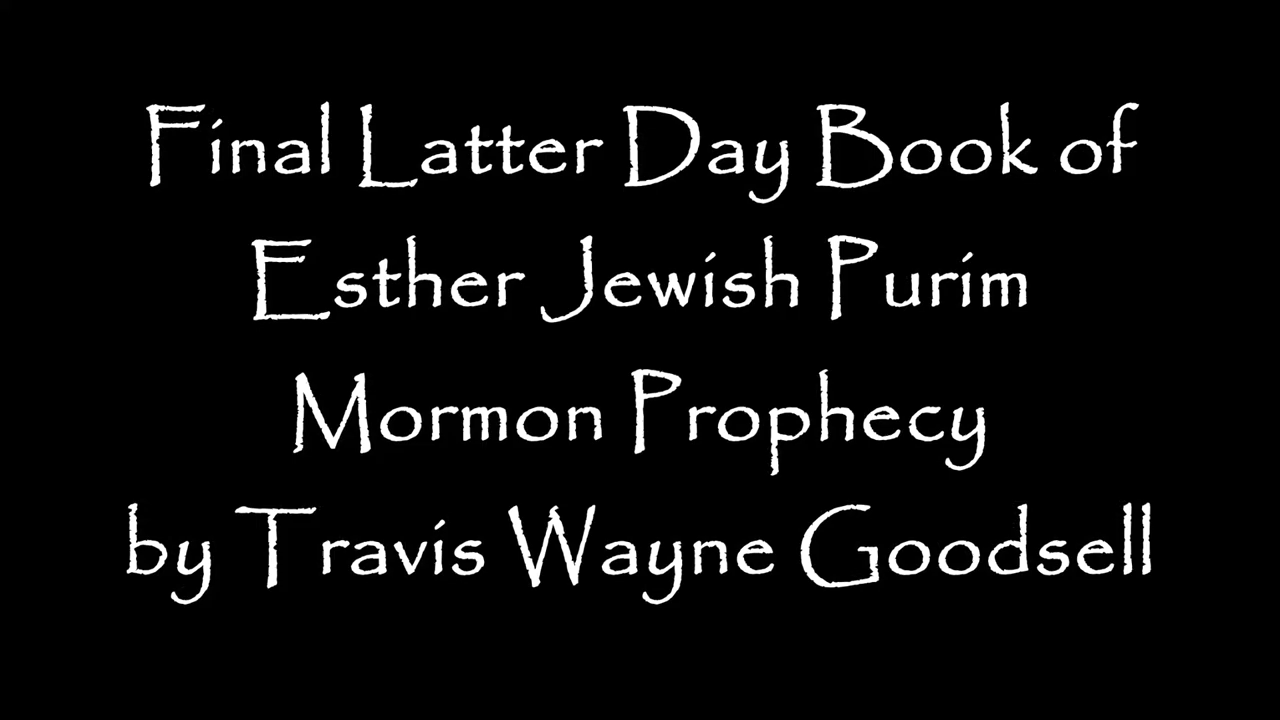 Final Latter Day Book of
Esther Jewish Purim
Mormon Prophecy
by Travis Wayne Goodsell